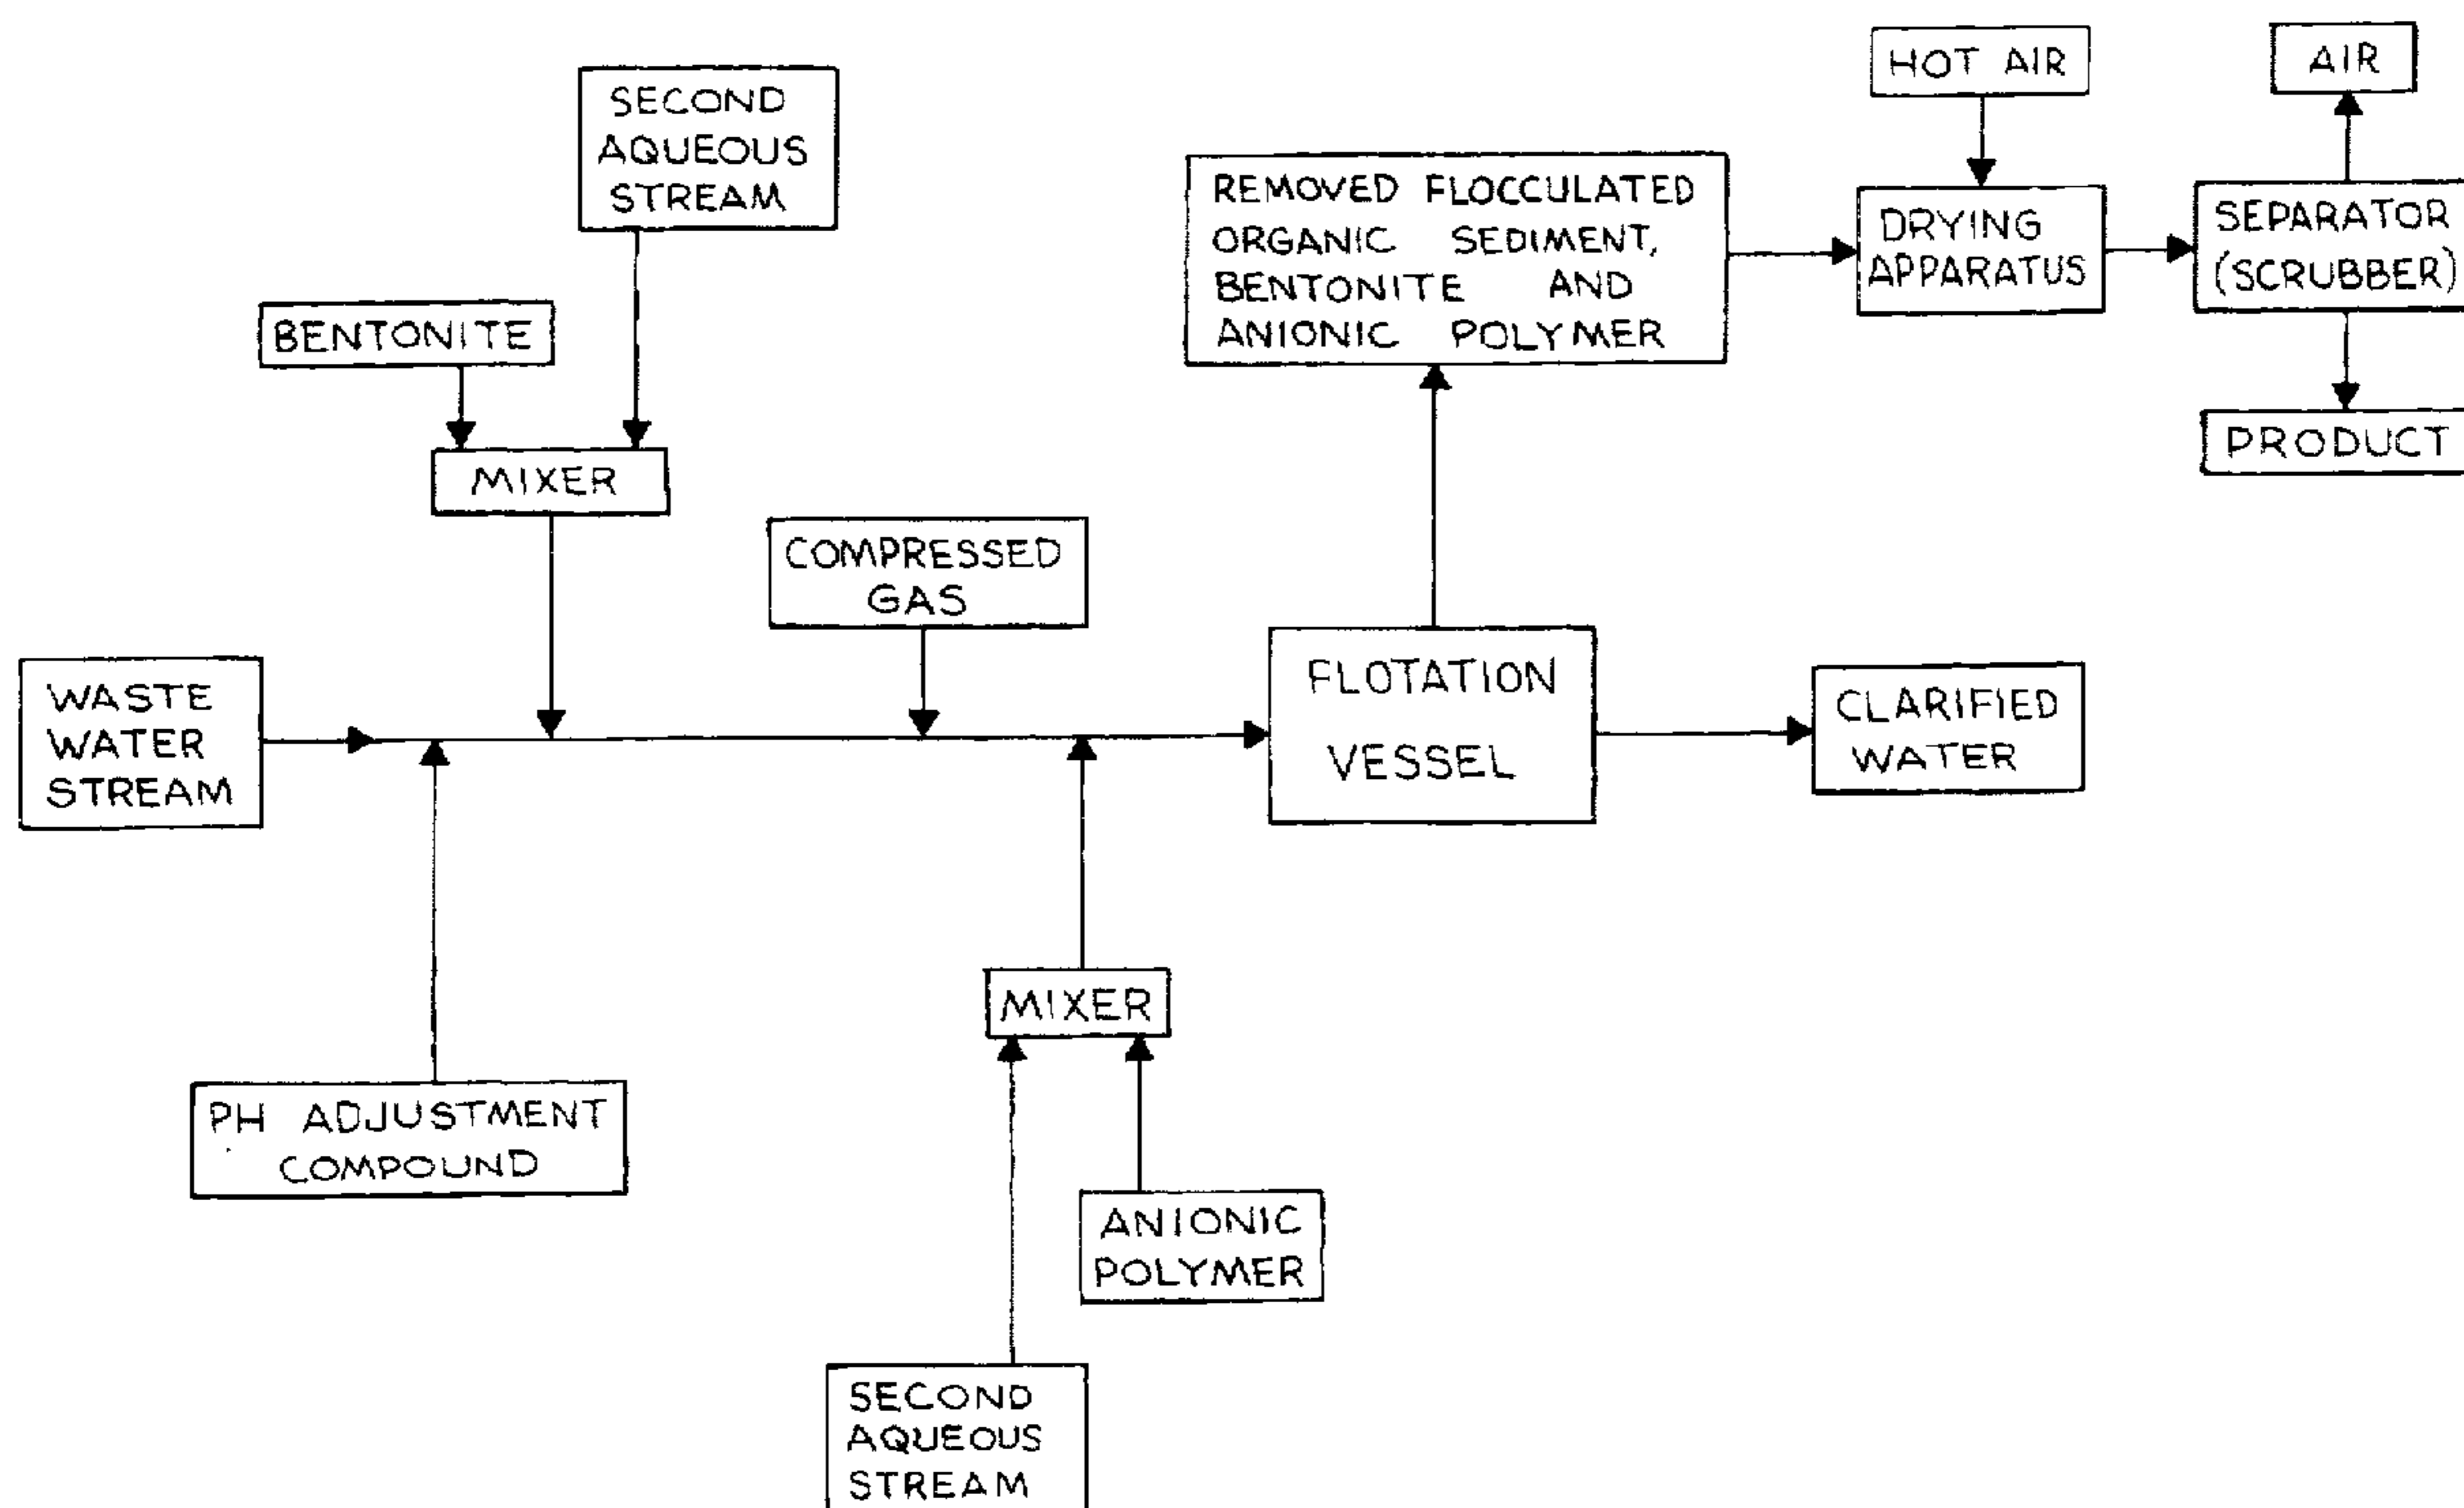 HOT AIR
AIR
SECOND
AQUEOUS
STREAM
REMOVED FLOCCULATED
ORGANIC SEDIMENT,
BENTONITE AND
ANIONIC POLYMER
DRYING
APPARATUS
SEPARATOR
(SCRUBBER)
BENTONITE
PRODUCT
MIXER
COMPRESSED
GAS
WASTE
WATER
STREAM
FLOTATION
VESSEL
CLARIFIED
WATER
MIXER
PH ADJUSTMENT
COMPOUND
ANIONIC
POLYMER
SECOND
AQUEOUS
STREAM